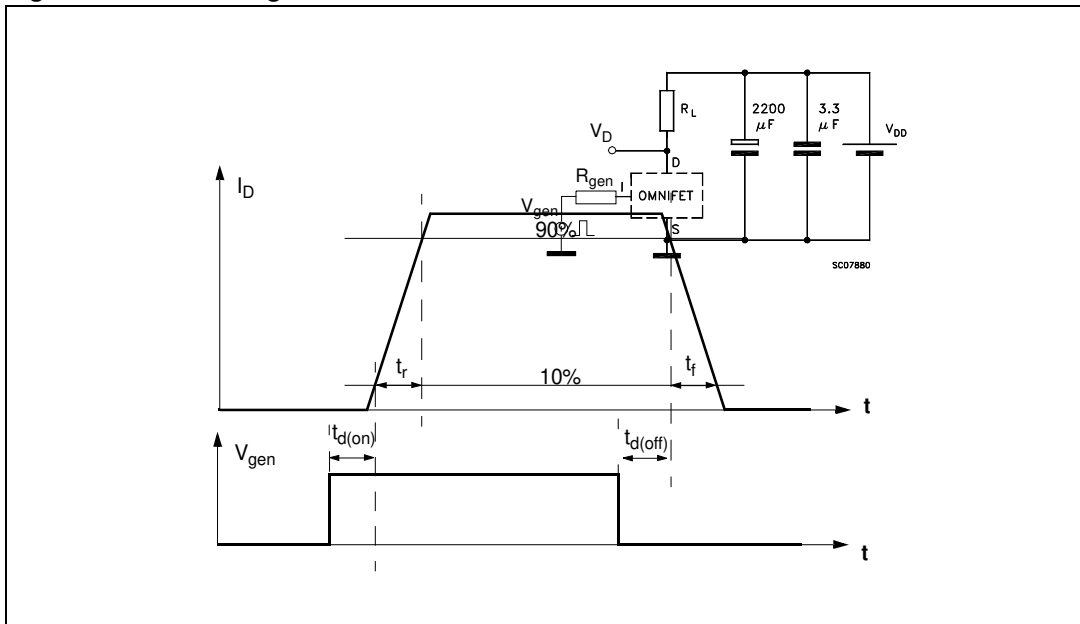 R_L
2200 μF
3.3 μF
V_DD
V_D
D
R_gen
I
OMNIFET
I_D
V_gen
90%
S
SC07880
t_r
10%
t_f
t
t_d(on)
t_d(off)
V_gen
t